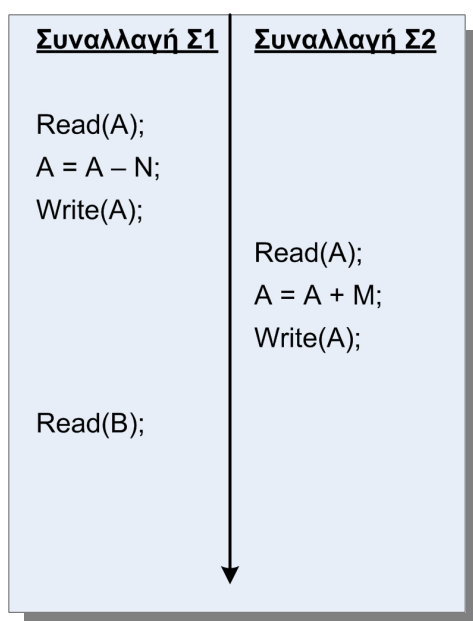 Συναλλαγή Σ1
Συναλλαγή Σ2
Read(A);
A = A – N;
Write(A);
Read(A);
A = A + M;
Write(A);
Read(B);